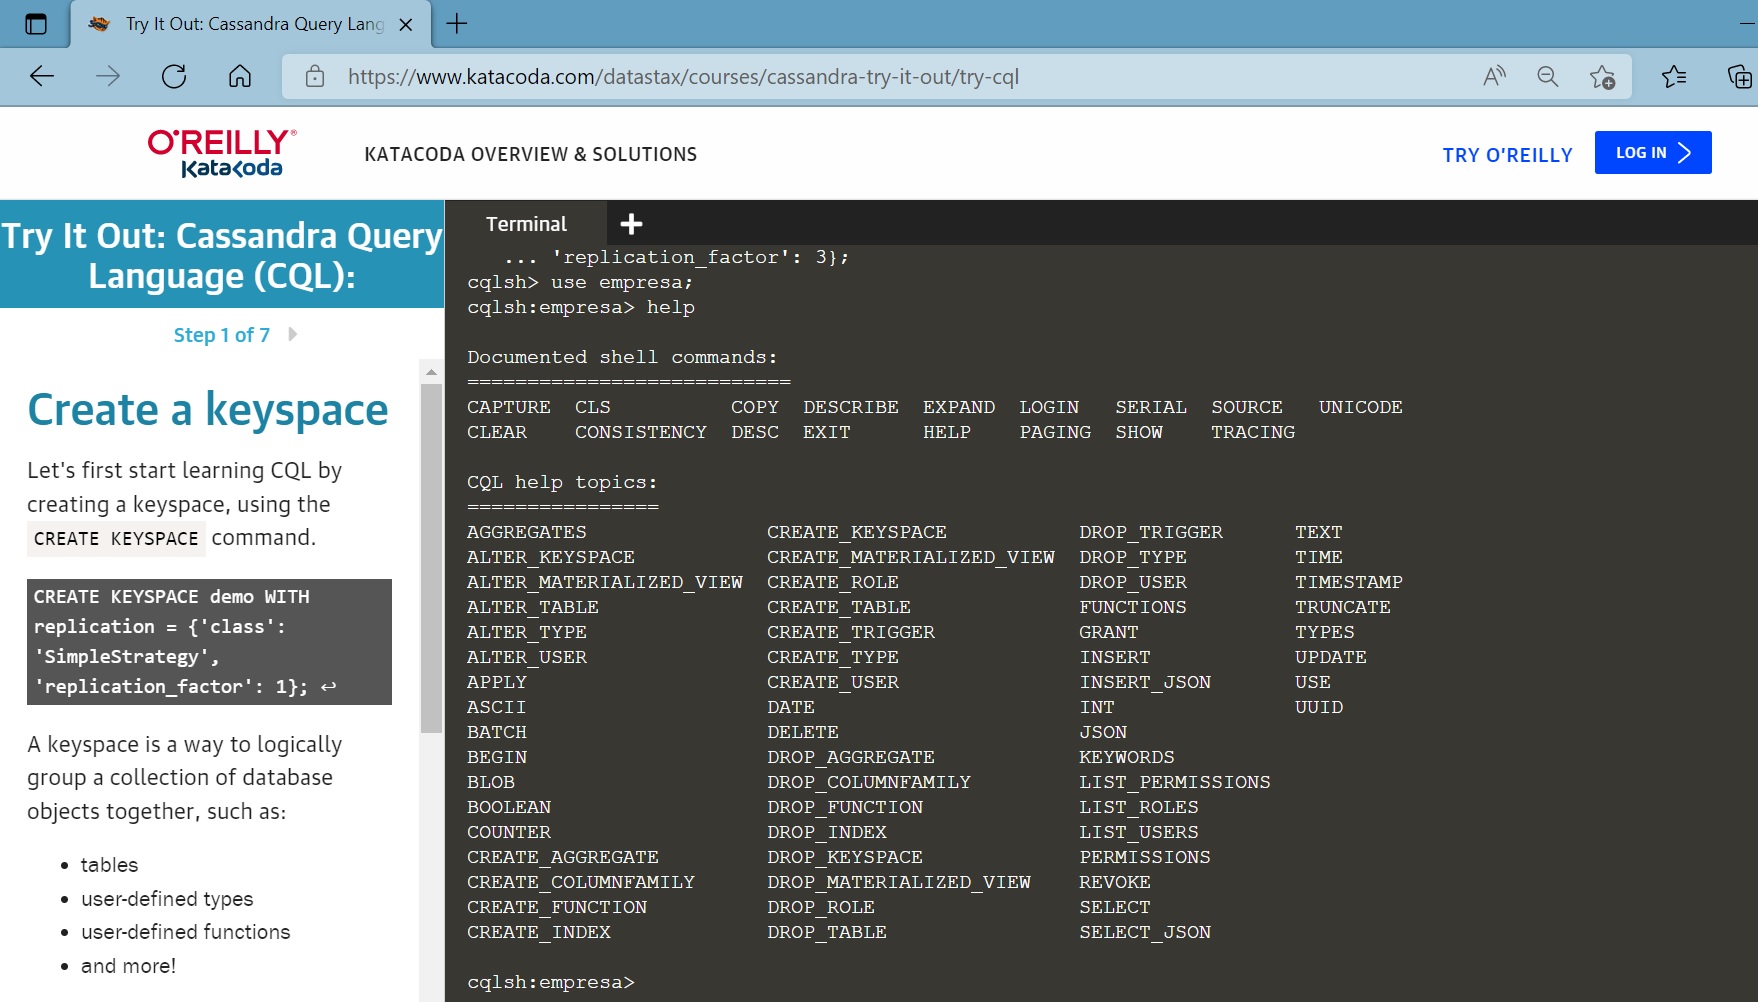 Try It Out: Cassandra Query Lang
https://www.katacoda.com/datastax/courses/cassandra-try-it-out/try-cql
O'REILLY®
Katacoda
KATACODA OVERVIEW & SOLUTIONS
TRY O'REILLY
LOG IN
Try It Out: Cassandra Query
Language (CQL):
Step 1 of 7
Create a keyspace
Let's first start learning CQL by
creating a keyspace, using the
CREATE KEYSPACE command.
CREATE KEYSPACE demo WITH
replication = {'class':
'SimpleStrategy',
'replication_factor': 1}; ↩
A keyspace is a way to logically
group a collection of database
objects together, such as:
• tables
• user-defined types
• user-defined functions
• and more!
Terminal
... 'replication_factor': 3};
cqlsh> use empresa;
cqlsh:empresa> help
Documented shell commands:
===========================
CAPTURE CLS COPY DESCRIBE EXPAND LOGIN SERIAL SOURCE UNICODE
CLEAR CONSISTENCY DESC EXIT HELP PAGING SHOW TRACING
CQL help topics:
================
AGGREGATES CREATE_KEYSPACE DROP_TRIGGER TEXT
ALTER_KEYSPACE CREATE_MATERIALIZED_VIEW DROP_TYPE TIME
ALTER_MATERIALIZED_VIEW CREATE_ROLE DROP_USER TIMESTAMP
ALTER_TABLE CREATE_TABLE FUNCTIONS TRUNCATE
ALTER_TYPE CREATE_TRIGGER GRANT TYPES
ALTER_USER CREATE_TYPE INSERT UPDATE
APPLY CREATE_USER INSERT_JSON USE
ASCII DATE INT UUID
BATCH DELETE JSON
BEGIN DROP_AGGREGATE KEYWORDS
BLOB DROP_COLUMNFAMILY LIST_PERMISSIONS
BOOLEAN DROP_FUNCTION LIST_ROLES
COUNTER DROP_INDEX LIST_USERS
CREATE_AGGREGATE DROP_KEYSPACE PERMISSIONS
CREATE_COLUMNFAMILY DROP_MATERIALIZED_VIEW REVOKE
CREATE_FUNCTION DROP_ROLE SELECT
CREATE_INDEX DROP_TABLE SELECT_JSON
cqlsh:empresa>